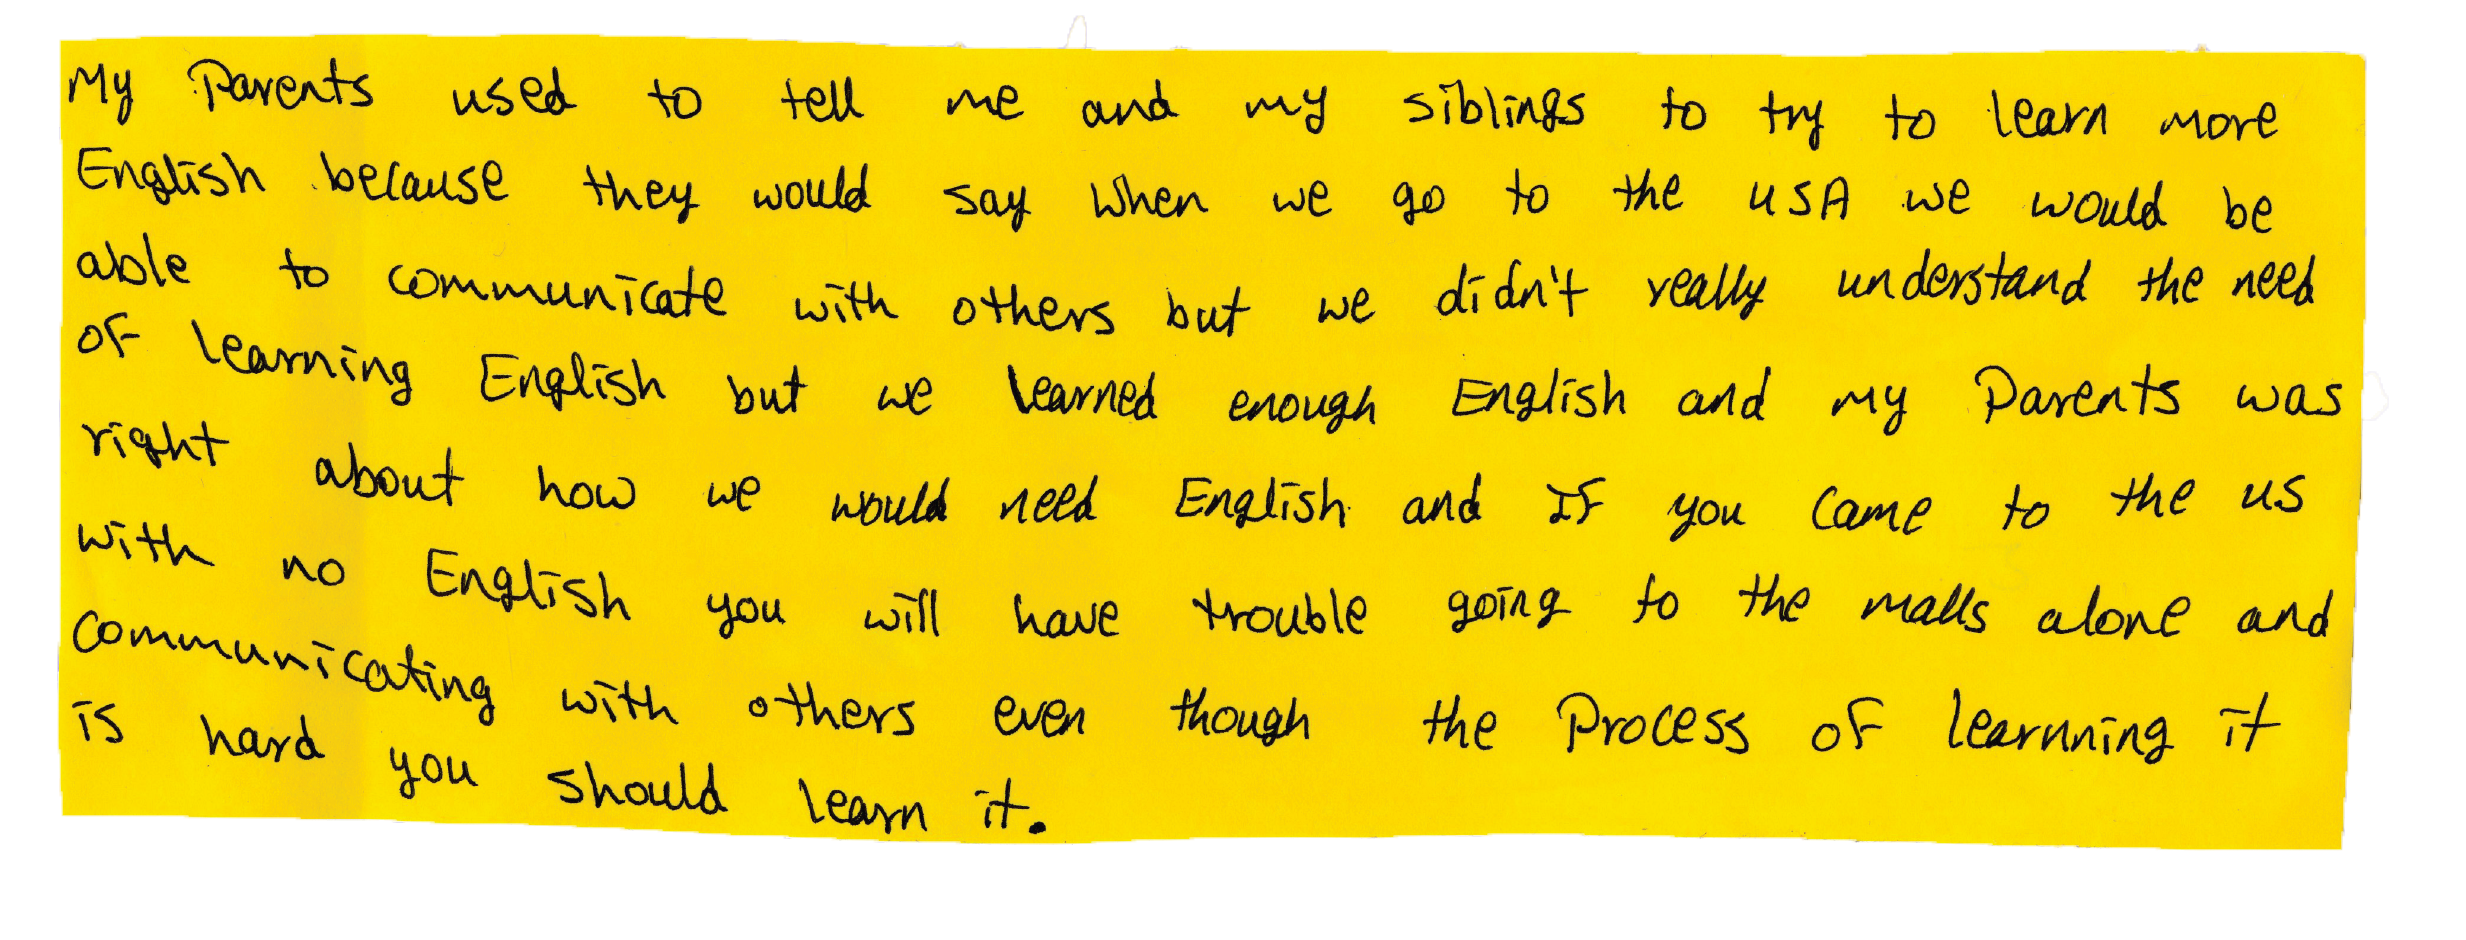 My Parents used to tell me and my siblings to try to learn more
English because they would say when we go to the USA we would be
able to communicate with others but we didn't really understand the need
of learning English but we learned enough English and my Parents was
right about how we would need English and If you came to the us
with no English you will have trouble going to the malls alone and
communicating with others even though the Process of learnning it
is hard you should learn it.